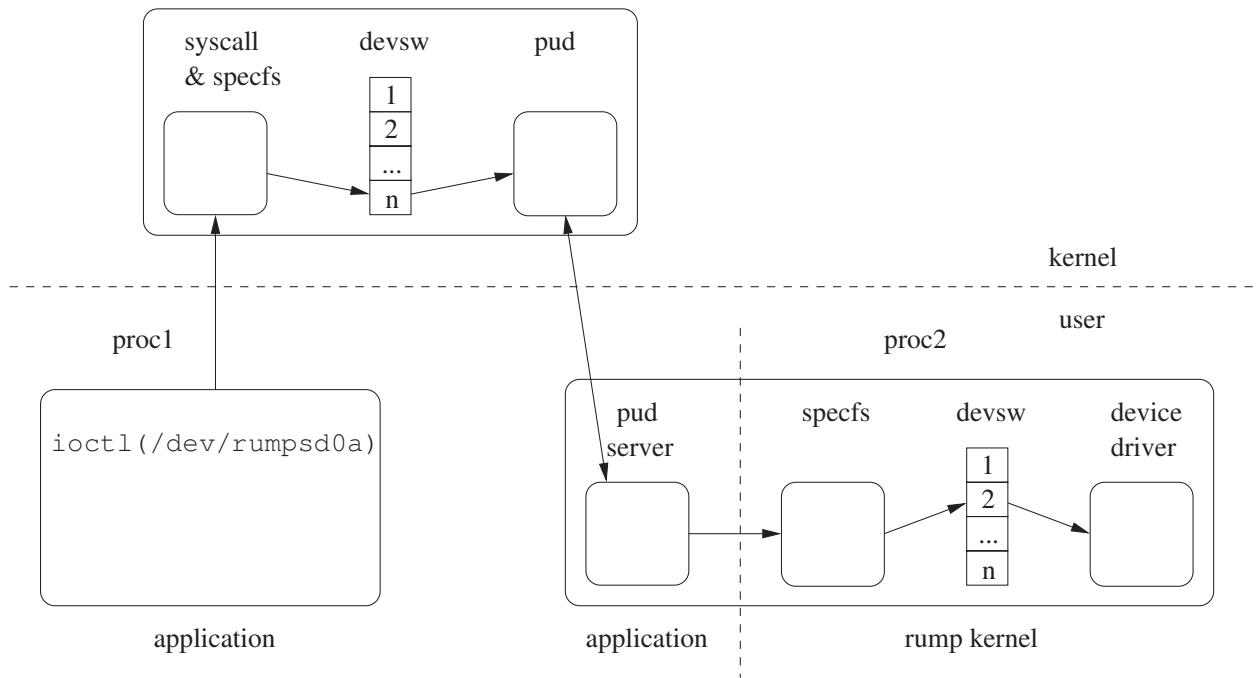 syscall
& specfs
devsw
pud
1
2
...
n
kernel
user
proc1
proc2
ioctl(/dev/rumpsd0a)
pud
server
specfs
devsw
device
driver
1
2
...
n
application
application
rump kernel